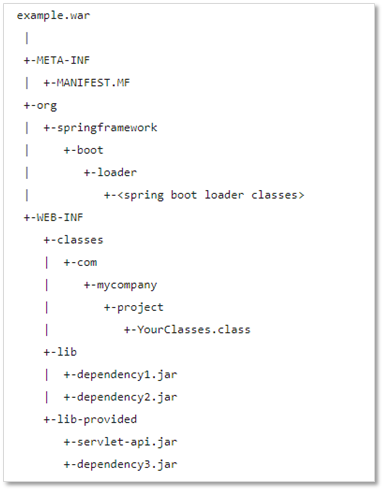 example.war
 |
 +-META-INF
 |  +-MANIFEST.MF
 +-org
 |  +-springframework
 |     +-boot
 |        +-loader
 |           +-<spring boot loader classes>
 +-WEB-INF
    +-classes
    |  +-com
    |     +-mycompany
    |        +-project
    |           +-YourClasses.class
    +-lib
    |  +-dependency1.jar
    |  +-dependency2.jar
    +-lib-provided
       +-servlet-api.jar
       +-dependency3.jar